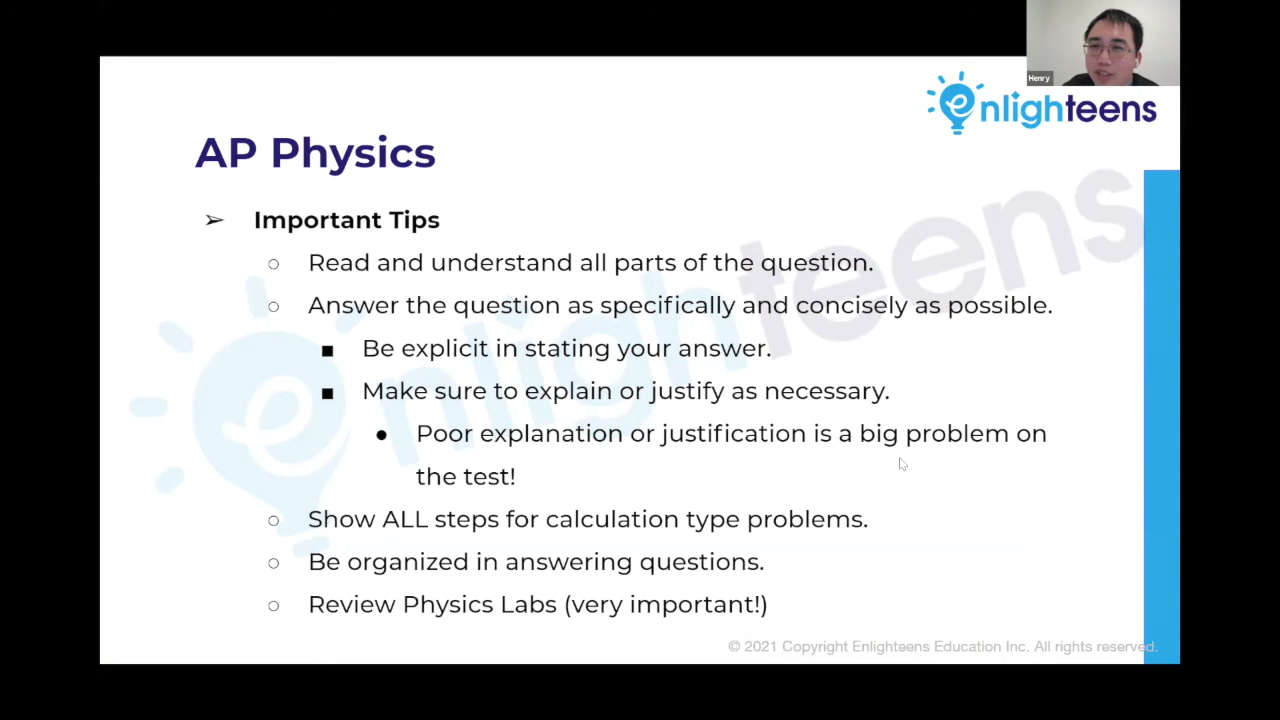 Henry
enlighteens
AP Physics
➢ Important Tips
○ Read and understand all parts of the question.
○ Answer the question as specifically and concisely as possible.
■ Be explicit in stating your answer.
■ Make sure to explain or justify as necessary.
● Poor explanation or justification is a big problem on
the test!
○ Show ALL steps for calculation type problems.
○ Be organized in answering questions.
○ Review Physics Labs (very important!)
enlighteens
© 2021 Copyright Enlighteens Education Inc. All rights reserved.